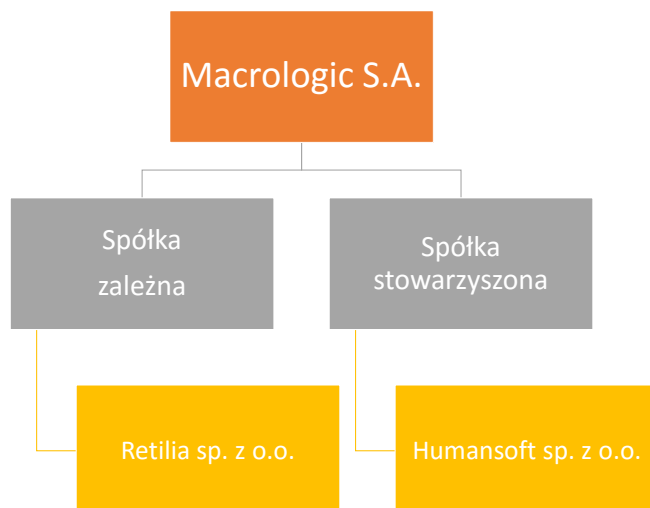 Macrologic S.A.
Spółka
zależna
Spółka
stowarzyszona
Retilia sp. z o.o.
Humansoft sp. z o.o.